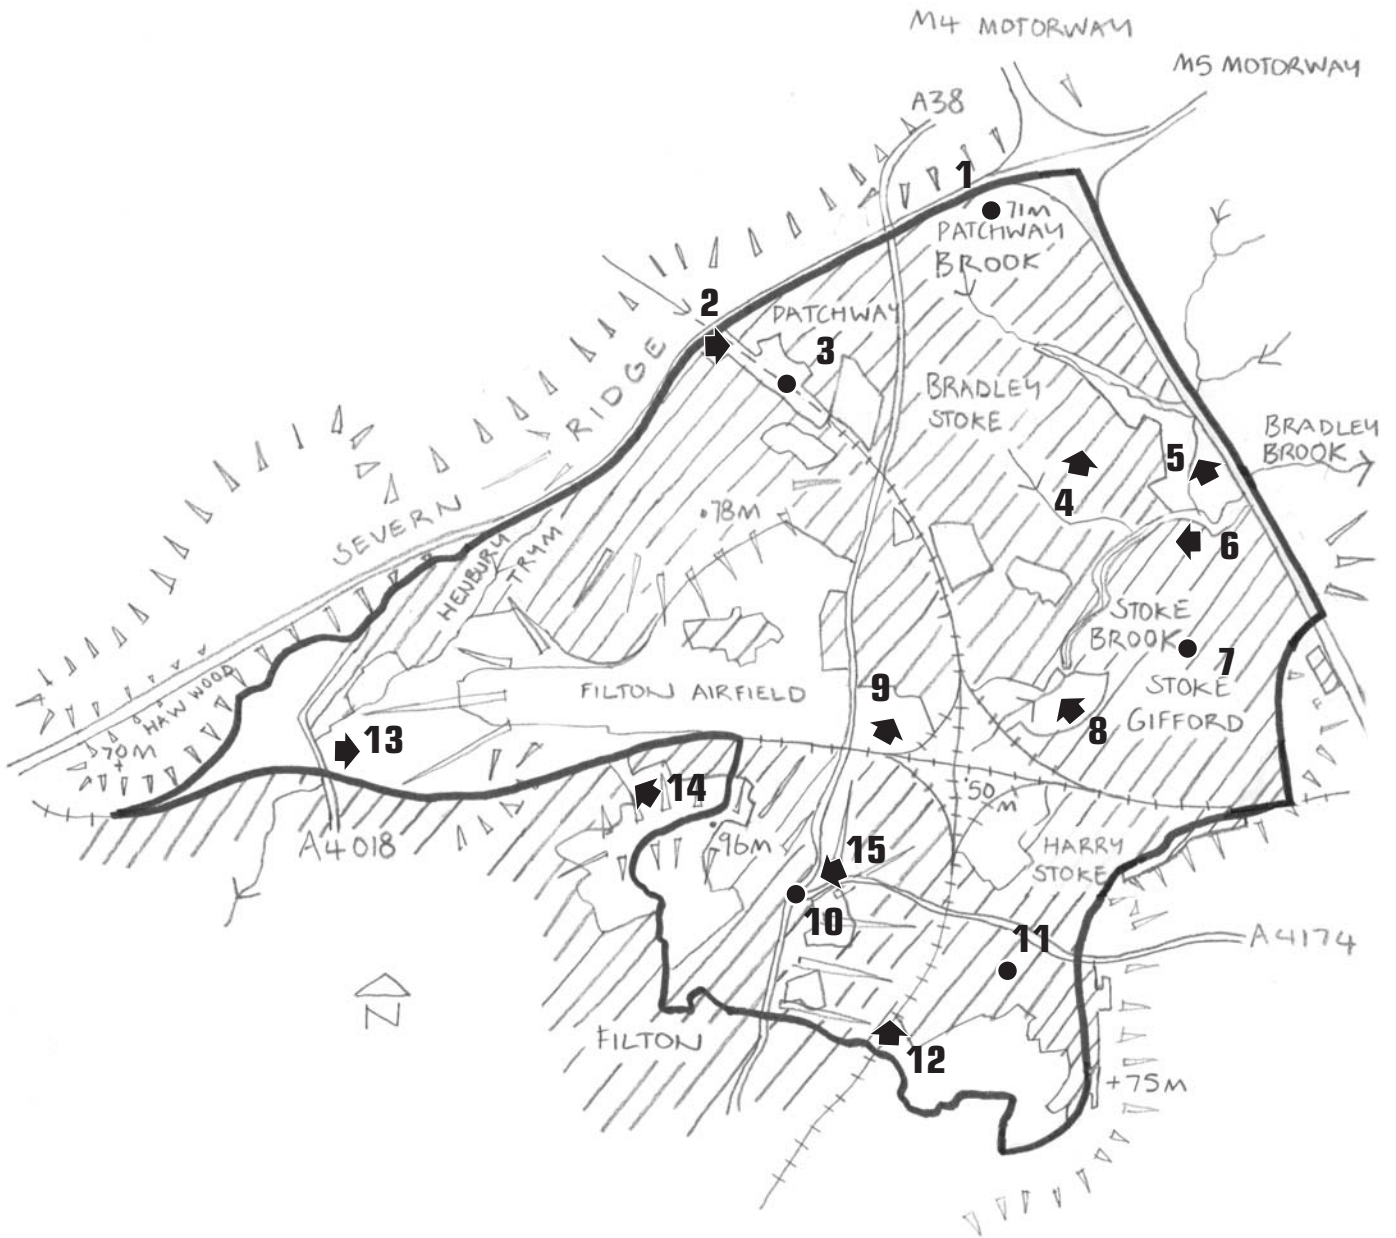 M4 MOTORWAY
M5 MOTORWAY
A38
1
71M
PATCHWAY
BROOK
2
PATCHWAY
3
SEVERN RIDGE
BRADLEY
STOKE
BRADLEY
BROOK
5
4
.78M
6
HENBURY
TRYM
STOKE
BROOK
7
STOKE
GIFFORD
FILTON AIRFIELD
9
8
HAW WOOD
70M
13
14
50
M
A4018
96M
15
HARRY
STOKE
10
11
A4174
N
FILTON
12
+75M